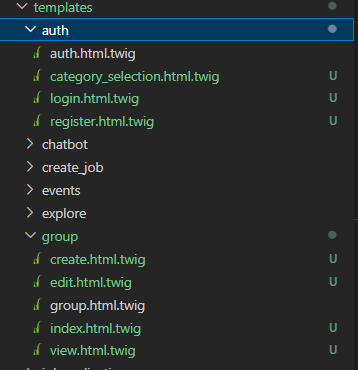 templates
auth
auth.html.twig
category_selection.html.twig U
login.html.twig U
register.html.twig U
chatbot
create_job
events
explore
group
create.html.twig U
edit.html.twig U
group.html.twig
index.html.twig U
view.html.twig U